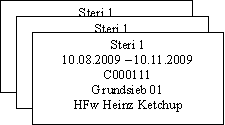 Steri 1
Steri 1
Steri 1
10.08.2009 – 10.11.2009
C000111
Grundsieb 01
HFw Heinz Ketchup